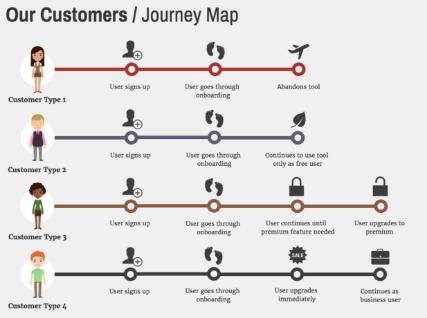 Our Customers / Journey Map
User signs up
User goes through
onboarding
Abandons tool
Customer Type 1
User signs up
User goes through
onboarding
Continues to use tool
only as free user
Customer Type 2
User signs up
User goes through
onboarding
User continues until
premium feature needed
User upgrades to
premium
Customer Type 3
SALE
User signs up
User goes through
onboarding
User upgrades
immediately
Continues as
business user
Customer Type 4